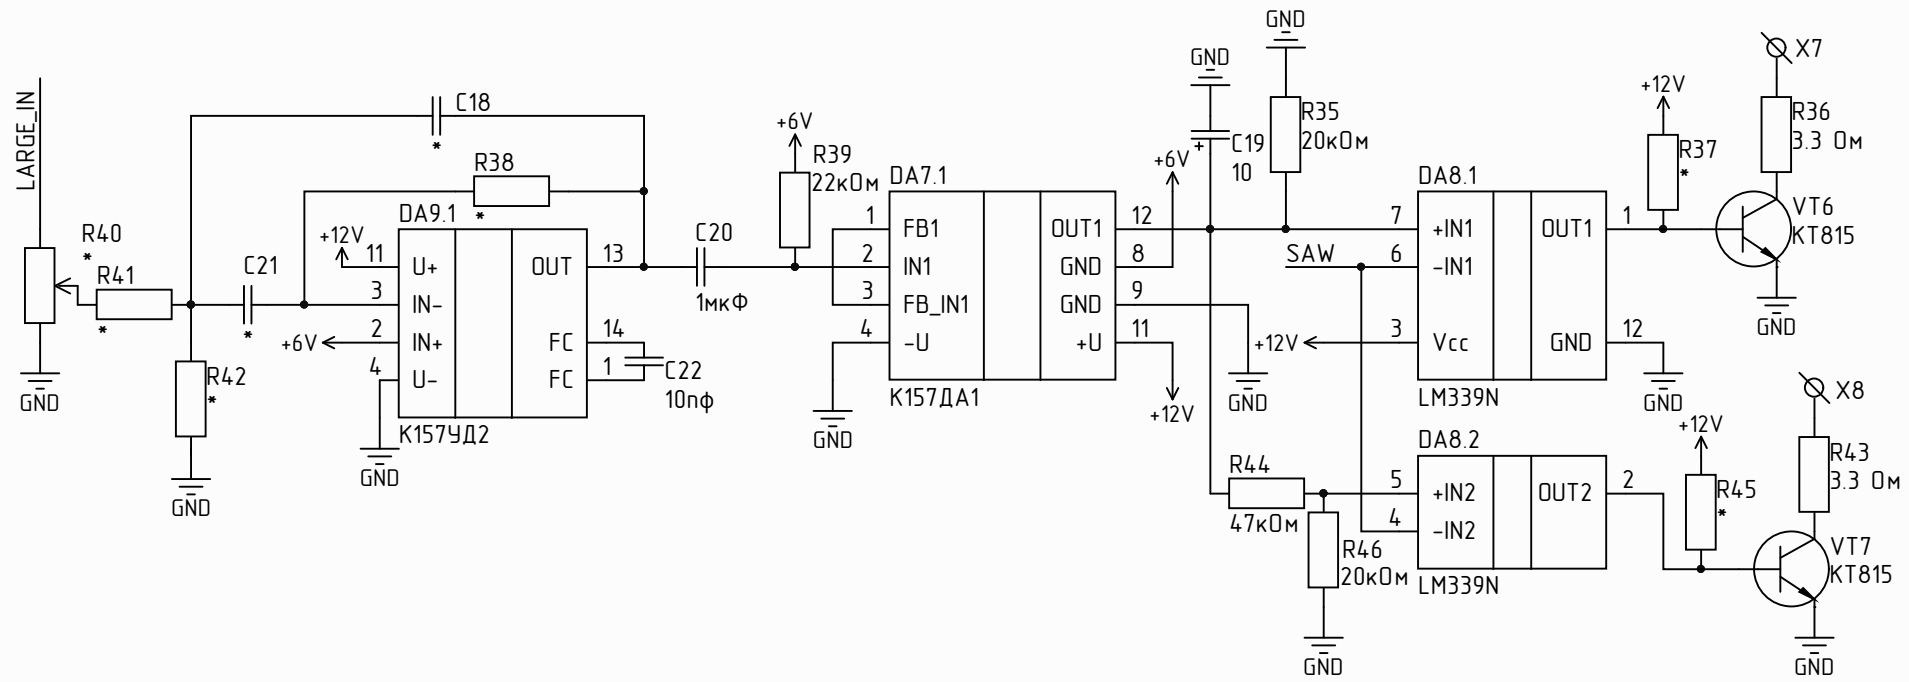 LARGE_IN
R40
*
R41
*
GND
R42
*
GND
C21
*
C18
*
R38
*
DA9.1
+12V
11
U+
3
IN-
2
IN+
+6V
4
U-
GND
OUT
13
FC
14
FC
1
К157УД2
C22
10пф
C20
1мкФ
+6V
R39
22кОм
DA7.1
1
FB1
2
IN1
3
FB_IN1
4
-U
GND
OUT1
12
GND
8
GND
9
+U
11
К157ДА1
+6V
+12V
GND
GND
C19
+
10
GND
R35
20кОм
SAW
DA8.1
7
+IN1
6
-IN1
3
Vcc
+12V
OUT1
1
GND
12
LM339N
GND
+12V
R37
*
X7
R36
3.3 Ом
VT6
КТ815
GND
R44
47кОм
R46
20кОм
GND
DA8.2
5
+IN2
4
-IN2
OUT2
2
LM339N
+12V
R45
*
X8
R43
3.3 Ом
VT7
КТ815
GND